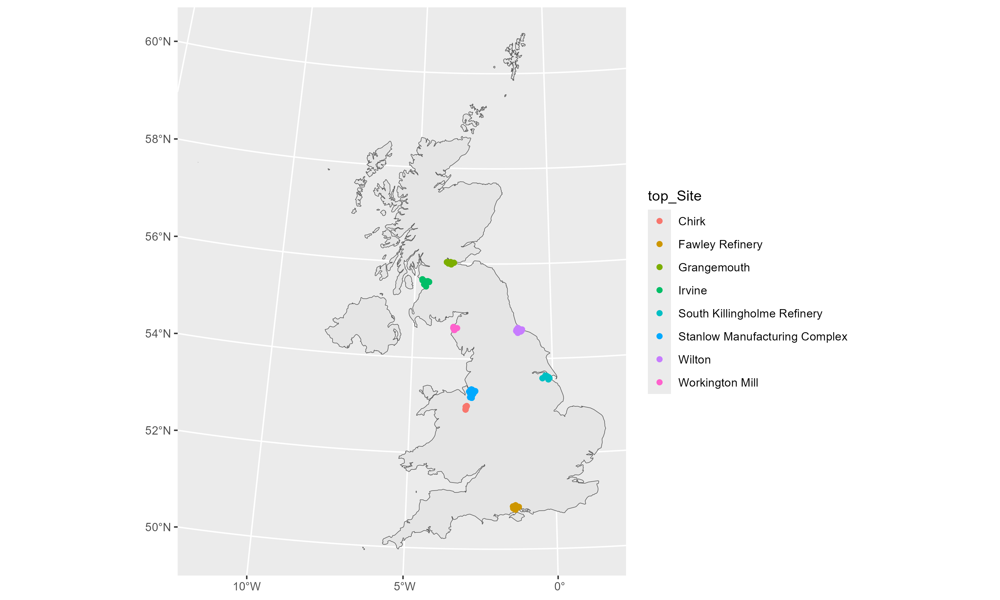 60°N
58°N
56°N
54°N
52°N
50°N
10°W
5°W
0°
top_Site
Chirk
Fawley Refinery
Grangemouth
Irvine
South Killingholme Refinery
Stanlow Manufacturing Complex
Wilton
Workington Mill